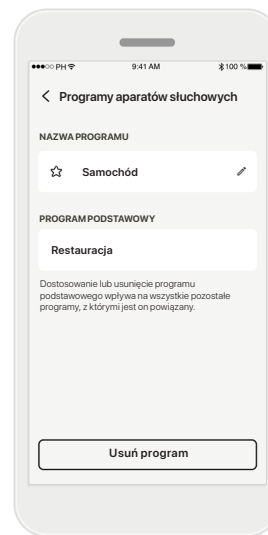 PH 9:41 AM 100 %
Programy aparatów słuchowych
NAZWA PROGRAMU
Samochód
PROGRAM PODSTAWOWY
Restauracja
Dostosowanie lub usunięcie programu
podstawowego wpływa na wszystkie pozostałe
programy, z którymi jest on powiązany.
Usuń program